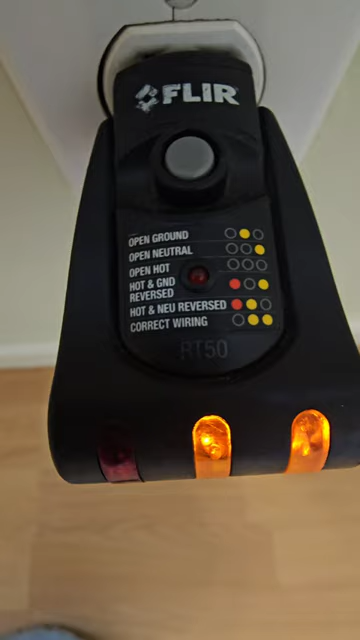 FLIR
OPEN GROUND
OPEN NEUTRAL
OPEN HOT
HOT & GND
REVERSED
HOT & NEU REVERSED
CORRECT WIRING
RT50